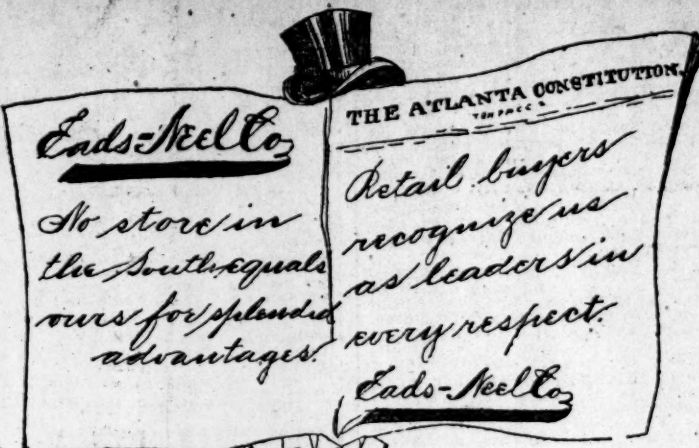 Eads-Neel Co
No store in
the South equals
ours for splendid
advantages.
THE ATLANTA CONSTITUTION.
Retail buyers
recognize us
as leaders in
every respect.
Eads-Neel Co